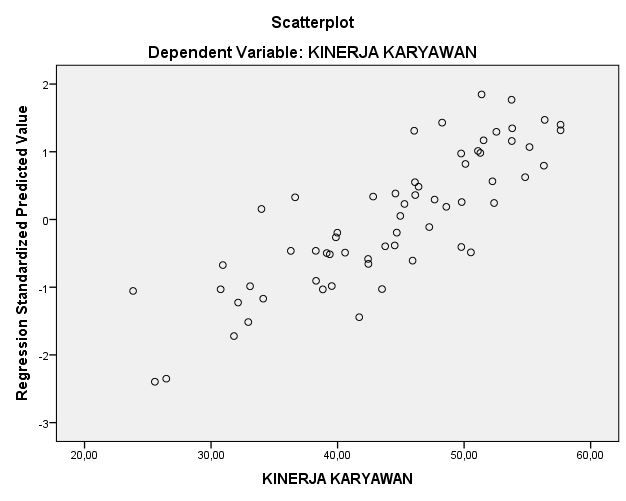 Scatterplot
Dependent Variable: KINERJA KARYAWAN
Regression Standardized Predicted Value
2
1
0
-1
-2
-3
20,00 30,00 40,00 50,00 60,00
KINERJA KARYAWAN